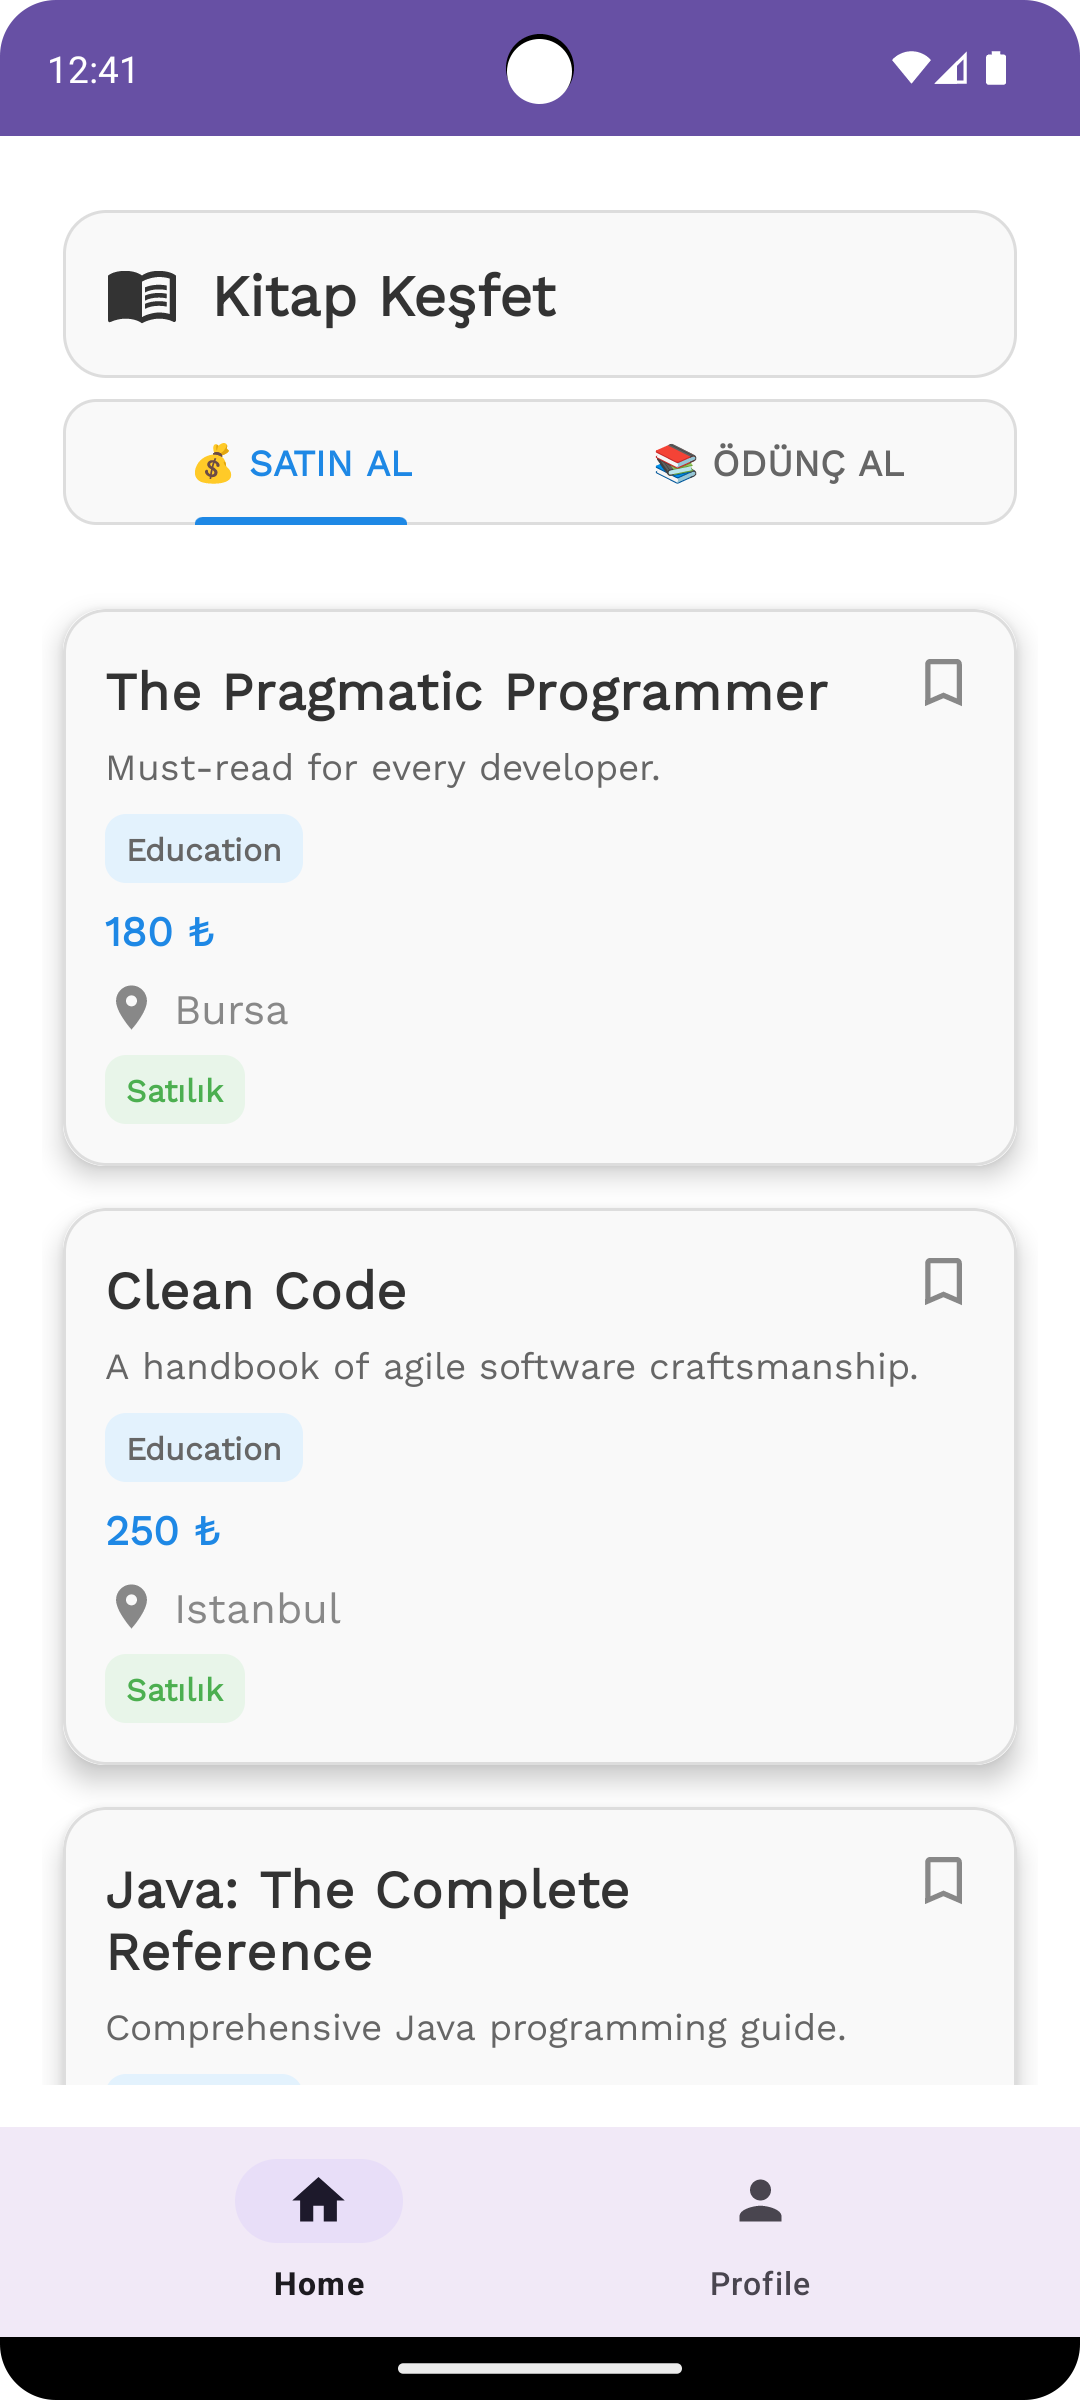 12:41
Kitap Keşfet
💰 SATIN AL
📚 ÖDÜNÇ AL
The Pragmatic Programmer
Must-read for every developer.
Education
180 ₺
Bursa
Satılık
Clean Code
A handbook of agile software craftsmanship.
Education
250 ₺
Istanbul
Satılık
Java: The Complete
Reference
Comprehensive Java programming guide.
Home
Profile